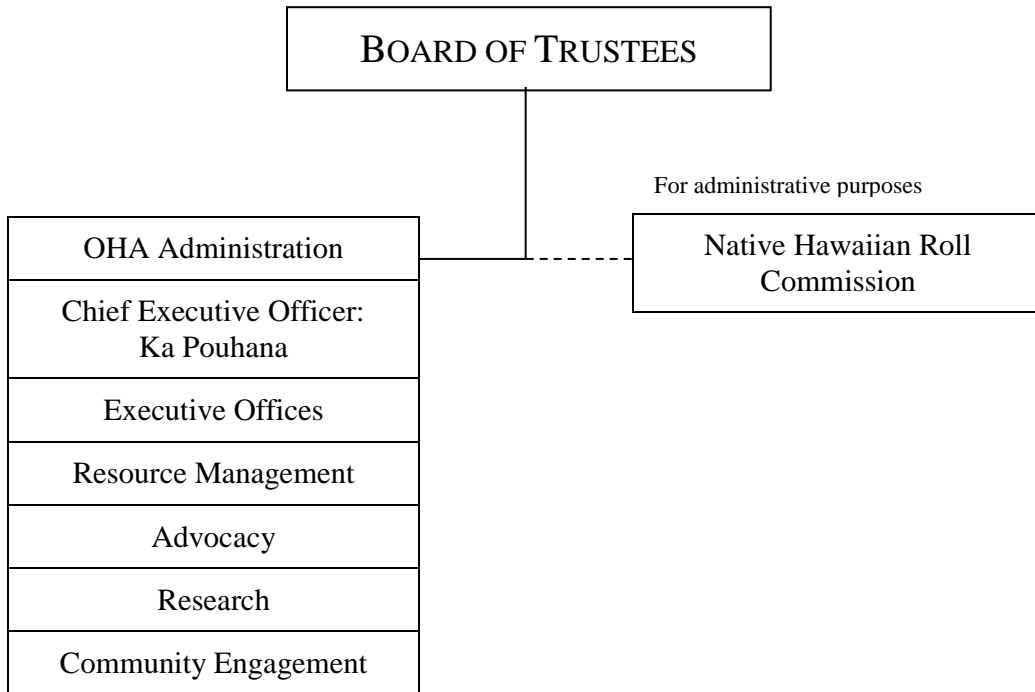 BOARD OF TRUSTEES
For administrative purposes
OHA Administration
Native Hawaiian Roll
Commission
Chief Executive Officer:
Ka Pouhana
Executive Offices
Resource Management
Advocacy
Research
Community Engagement